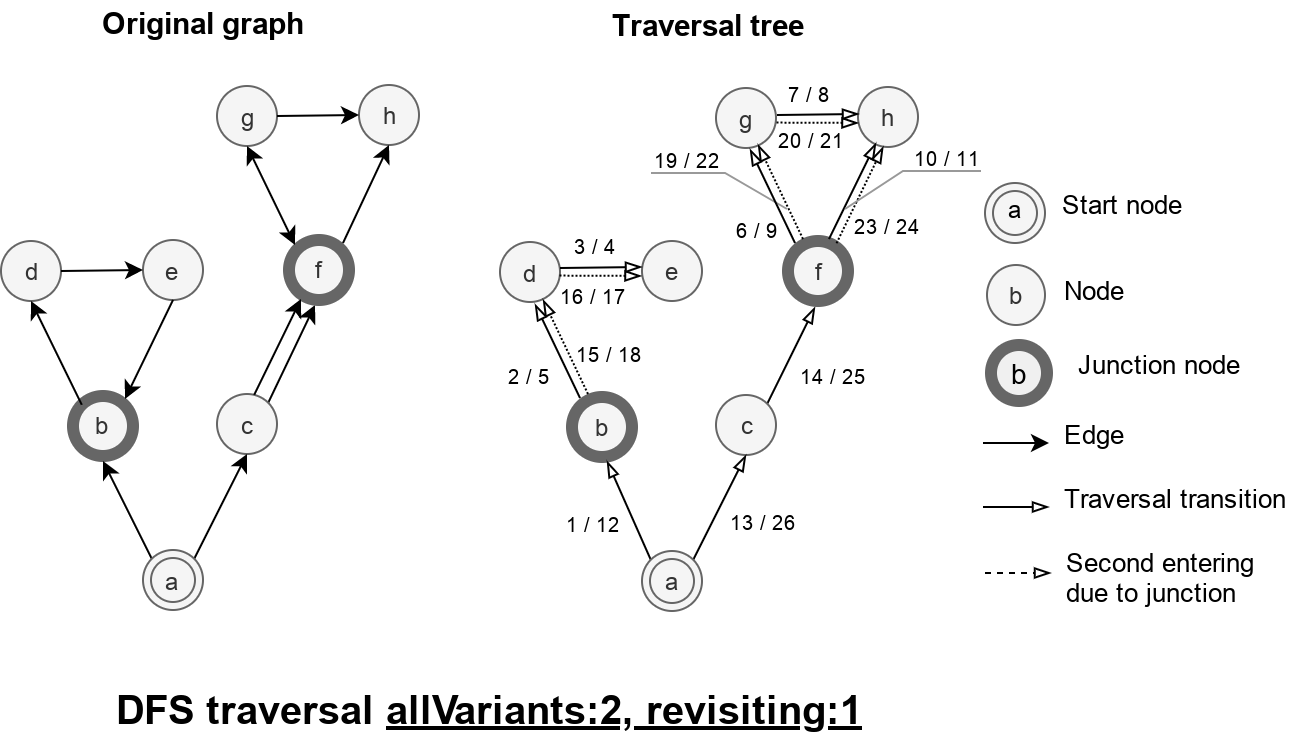 Original graph
Traversal tree
g
h
d
e
f
b
c
a
7 / 8
g
h
20 / 21
19 / 22
10 / 11
6 / 9
23 / 24
3 / 4
d
e
f
16 / 17
15 / 18
2 / 5
14 / 25
b
c
1 / 12
13 / 26
a
a
Start node
b
Node
b
Junction node
Edge
Traversal transition
Second entering
due to junction
DFS traversal allVariants:2, revisiting:1